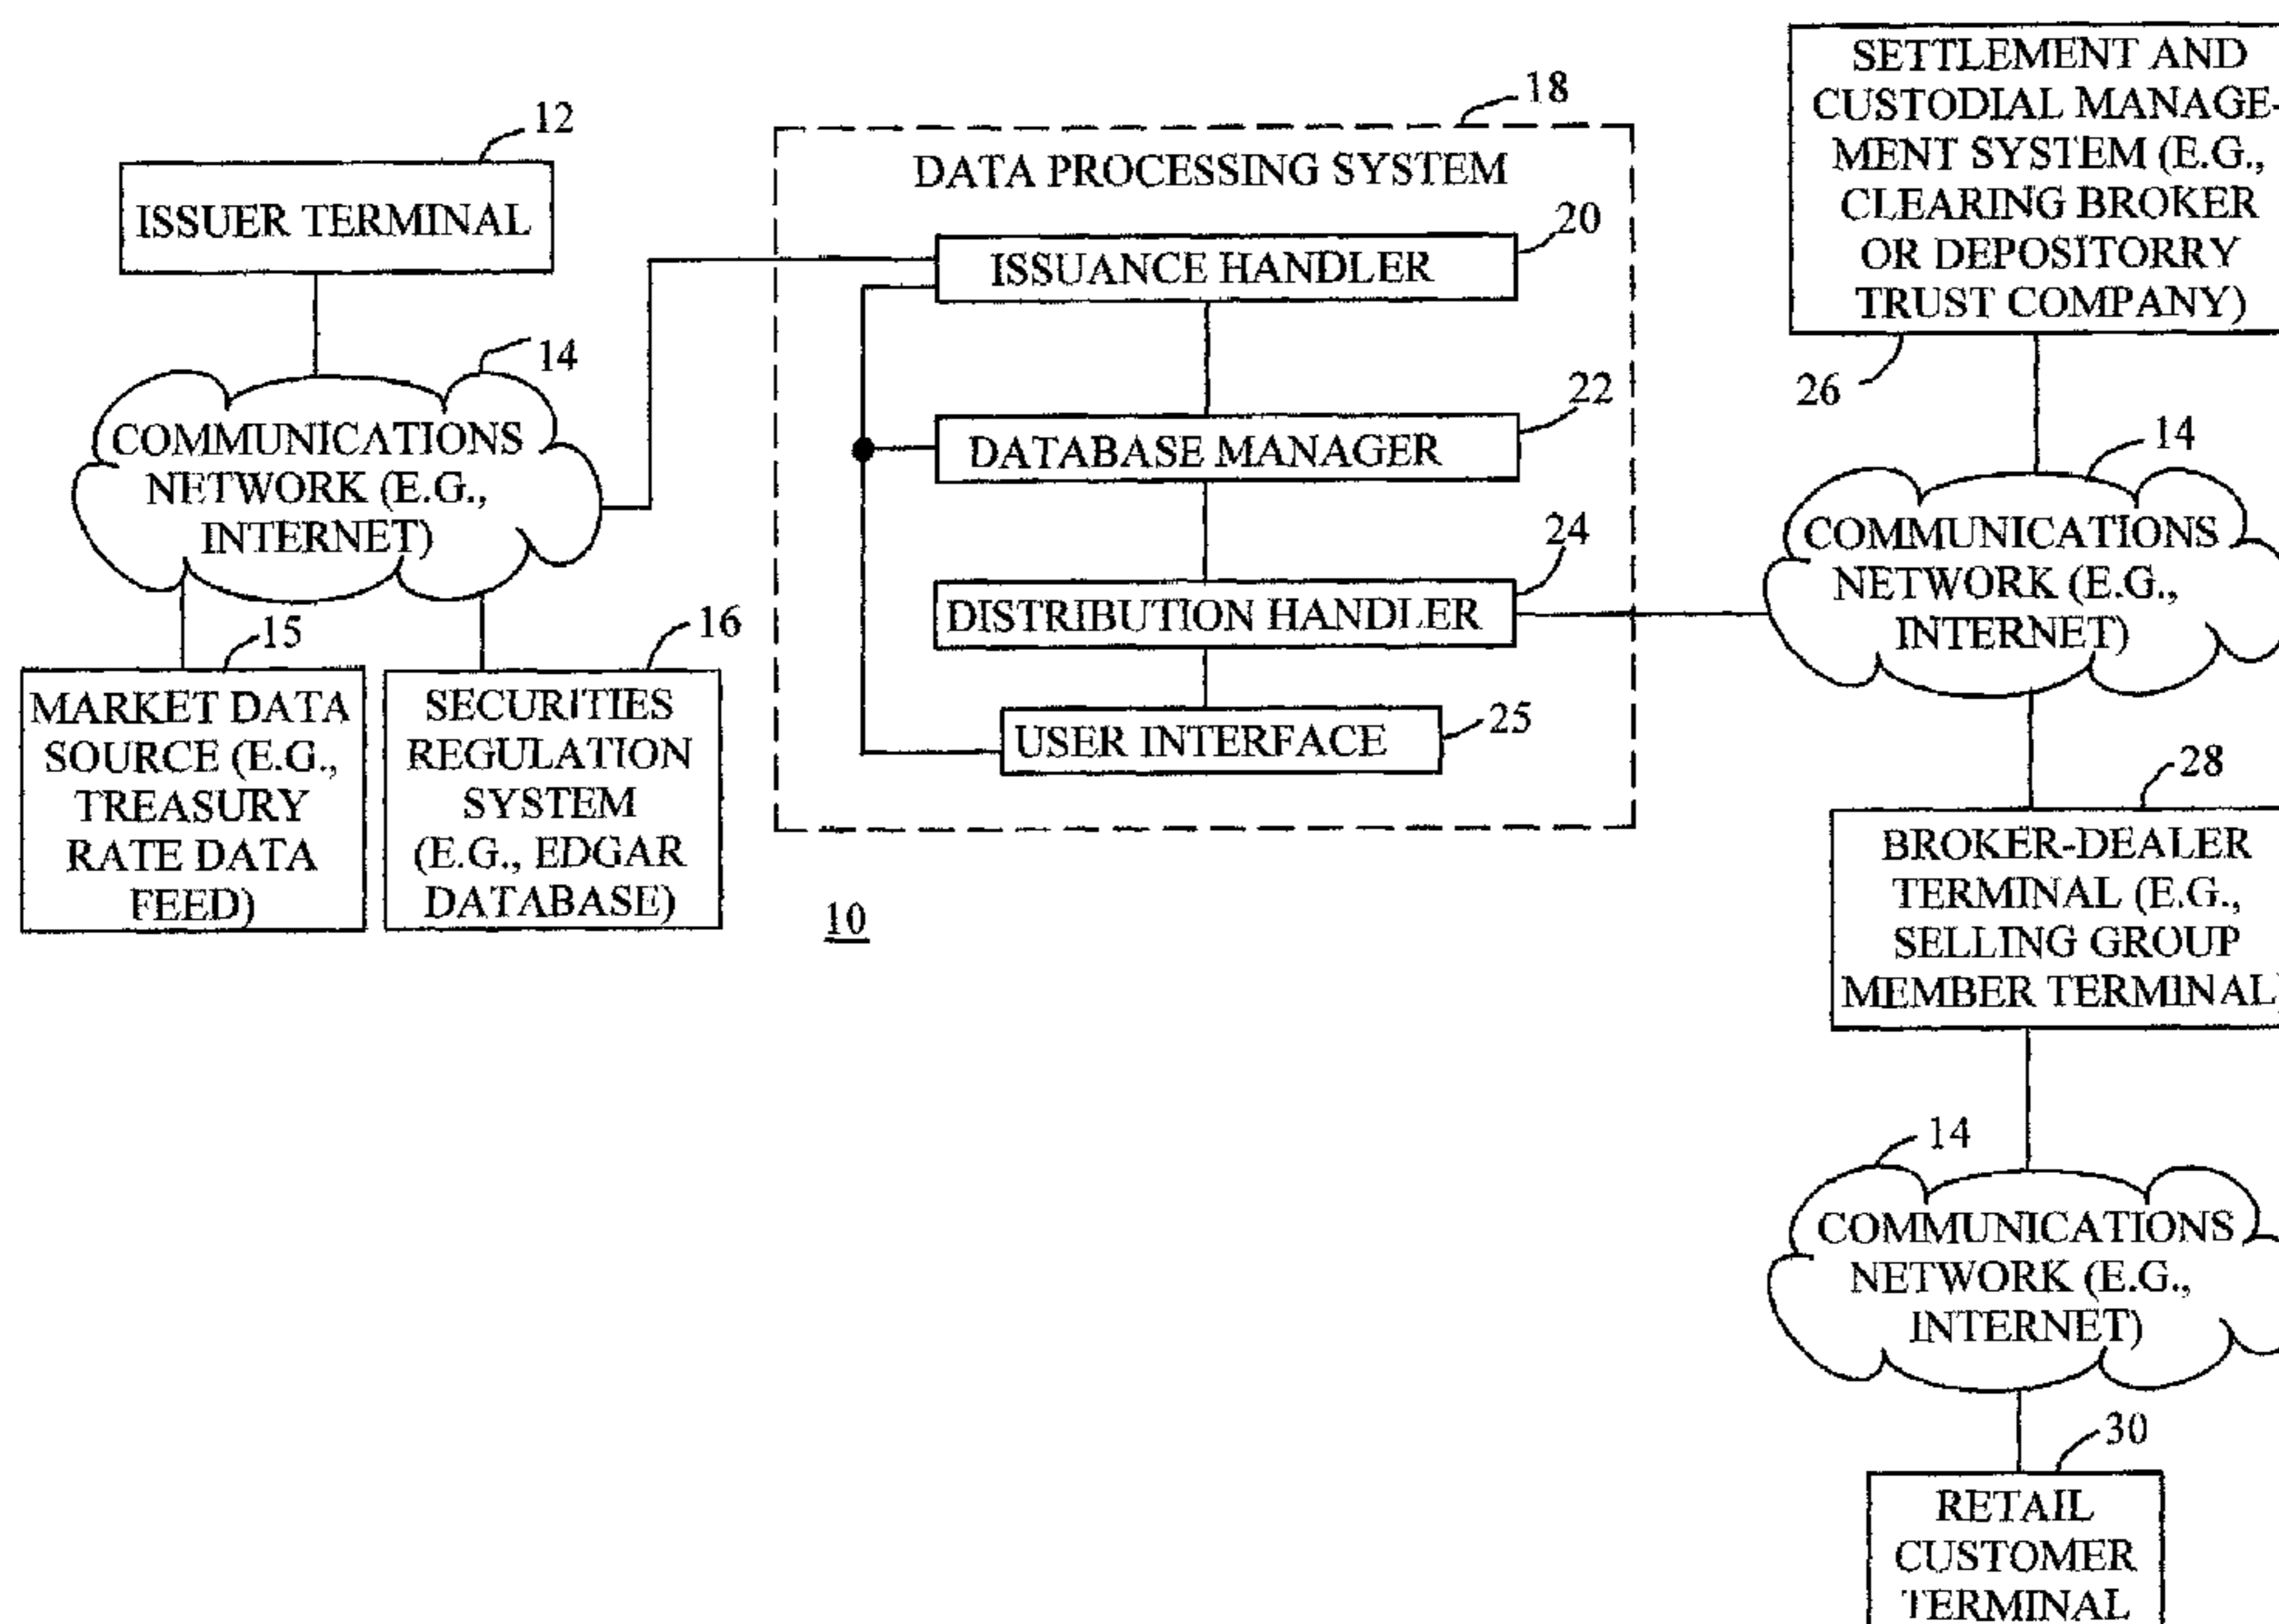 12
ISSUER TERMINAL
14
COMMUNICATIONS
NETWORK (E.G.,
INTERNET)
15
MARKET DATA
SOURCE (E.G.,
TREASURY
RATE DATA
FEED)
16
SECURITIES
REGULATION
SYSTEM
(E.G., EDGAR
DATABASE)
18
DATA PROCESSING SYSTEM
20
ISSUANCE HANDLER
22
DATABASE MANAGER
24
DISTRIBUTION HANDLER
25
USER INTERFACE
10
SETTLEMENT AND
CUSTODIAL MANAGE-
MENT SYSTEM (E.G.,
CLEARING BROKER
OR DEPOSITORRY
TRUST COMPANY)
26
14
COMMUNICATIONS
NETWORK (E.G.,
INTERNET)
28
BROKER-DEALER
TERMINAL (E.G.,
SELLING GROUP
MEMBER TERMINAL)
14
COMMUNICATIONS
NETWORK (E.G.,
INTERNET)
30
RETAIL
CUSTOMER
TERMINAL